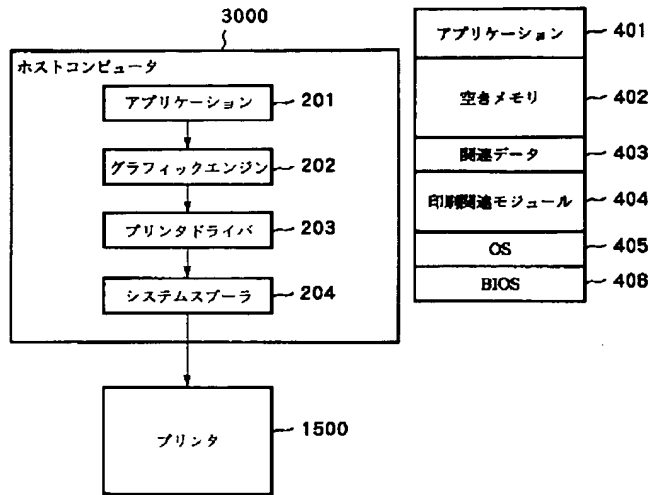 3000
ホストコンピュータ
アプリケーション 201
グラフィックエンジン 202
プリンタドライバ 203
システムスプーラ 204
プリンタ 1500
アプリケーション 401
空きメモリ 402
関連データ 403
印刷関連モジュール 404
OS 405
BIOS 406